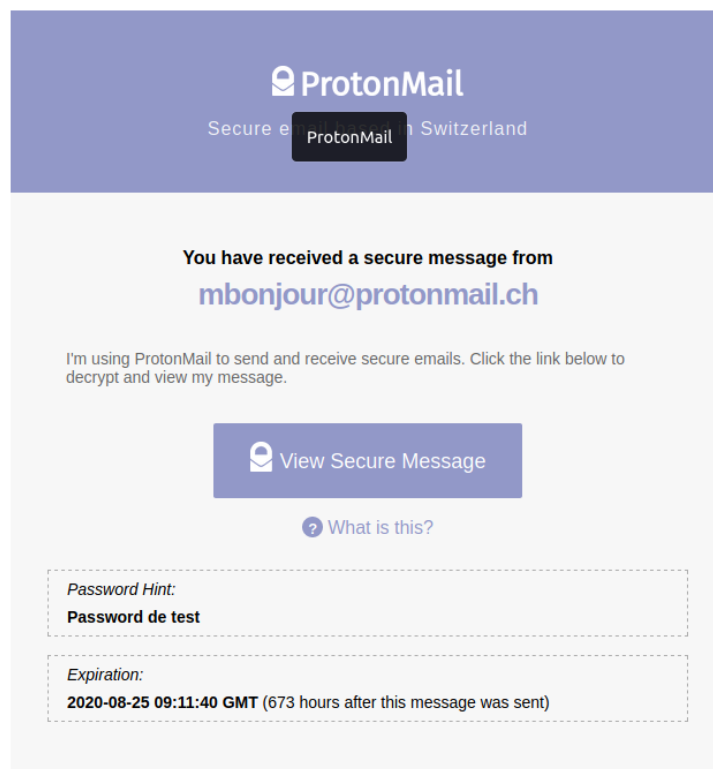 ProtonMail
Secure email based in Switzerland
ProtonMail
You have received a secure message from
mbonjour@protonmail.ch
I'm using ProtonMail to send and receive secure emails. Click the link below to
decrypt and view my message.
View Secure Message
? What is this?
Password Hint:
Password de test
Expiration:
2020-08-25 09:11:40 GMT (673 hours after this message was sent)